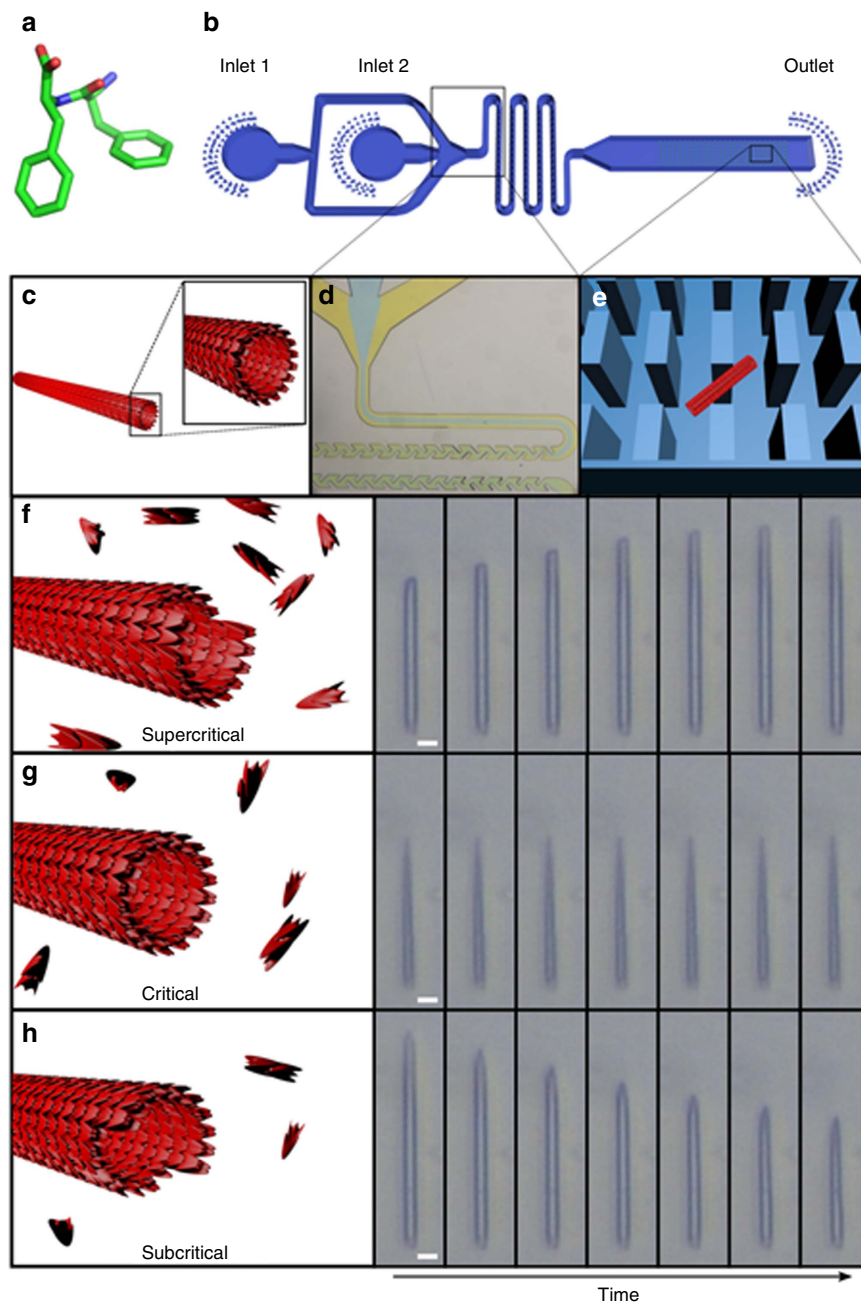 a
b
Inlet 1
Inlet 2
Outlet
c
d
e
f
Supercritical
g
Critical
h
Subcritical
Time